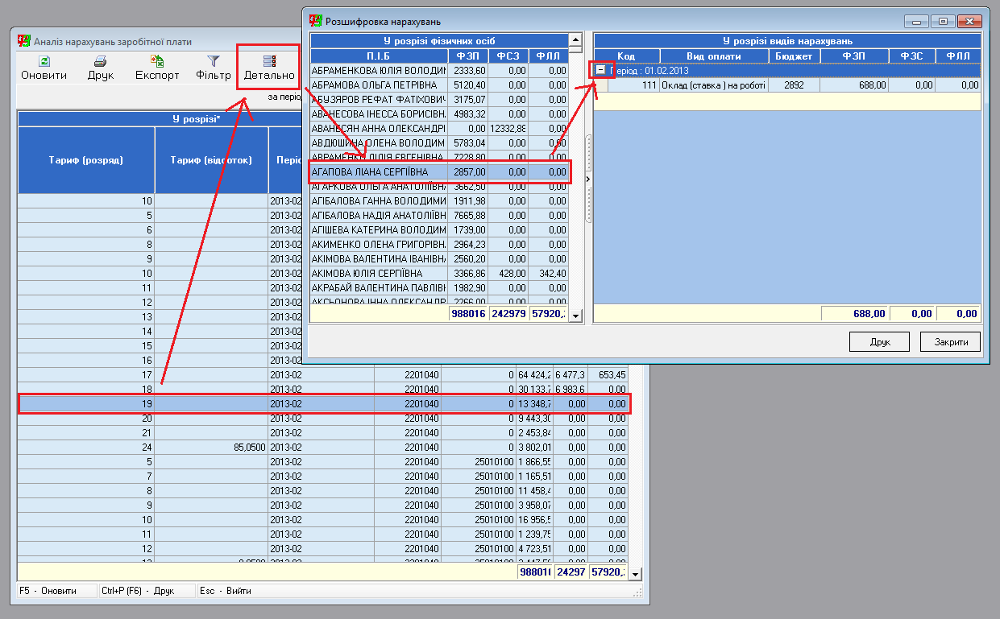 Аналіз нарахувань заробітної плати
Оновити Друк Експорт Фільтр Детально
за період
У розрізі*
Тариф (розряд) Тариф (відсоток)
10 2013-02
5 2013-02
6 2013-02
8 2013-02
9 2013-02
10 2013-02
11 2013-02
12 2013-02
13 2013-02
14 2013-02
15 2013-02
16 2013-02
17 2013-02 2201040 0 64 424,2 6 477,3 653,45
18 2013-02 2201040 0 30 133,7 6 983,6 0,00
19 2013-02 2201040 0 13 348,7 0,00 0,00
20 2013-02 2201040 0 9 443,30 0,00 0,00
21 2013-02 2201040 0 2 453,84 0,00 0,00
24 85,0500 2013-02 2201040 0 3 802,01 0,00 0,00
5 2013-02 2201040 25010100 1 866,55 0,00 0,00
7 2013-02 2201040 25010100 1 165,51 0,00 0,00
8 2013-02 2201040 25010100 11 458,4 0,00 0,00
9 2013-02 2201040 25010100 3 958,07 0,00 0,00
10 2013-02 2201040 25010100 16 956,5 0,00 0,00
11 2013-02 2201040 25010100 1 239,75 0,00 0,00
12 2013-02 2201040 25010100 4 723,51 0,00 0,00
98801 24297 57920,
F5 - Оновити Ctrl+P (F6) - Друк Esc - Вийти
Розшифровка нарахувань
У розрізі фізичних осіб
П.І.Б ФЗП ФСЗ ФЛЛ
АБРАМЕНКОВА ЮЛІЯ ВОЛОДИМ 2333,60 0,00 0,00
АБРАМОВА ОЛЬГА ПЕТРІВНА 5120,40 0,00 0,00
АБУЗЯРОВ РЕФАТ ФАТІХОВИЧ 3175,07 0,00 0,00
АВАНЕСОВА ІНЕССА БОРИСІВН 4983,32 0,00 0,00
АВАНЕСЯН АННА ОЛЕКСАНДРІ 0,00 12332,88 0,00
АВДЮШИНА ОЛЕНА ВОЛОДИМ 5783,04 0,00 0,00
АВРАМЕНКО ЛІЛІЯ ЄВГЕНІВНА 7228,80 0,00 0,00
АГАПОВА ЛІАНА СЕРГІЇВНА 2857,00 0,00 0,00
АГАРКОВА ОЛЬГА АНАТОЛІЇВН 3662,50 0,00 0,00
АГІБАЛОВА ГАННА ВОЛОДИМИ 1911,98 0,00 0,00
АГІБАЛОВА НАДІЯ АНАТОЛІЇВН 7665,88 0,00 0,00
АГІШЕВА КАТЕРИНА ВОЛОДИМ 1739,00 0,00 0,00
АКИМЕНКО ОЛЕНА ГРИГОРІВН 2964,23 0,00 0,00
АКІМОВА ВАЛЕНТИНА ІВАНІВН 2560,20 0,00 0,00
АКІМОВА ЮЛІЯ СЕРГІЇВНА 3366,86 428,00 342,40
АКРАБАЙ ВАЛЕНТИНА ПАВЛІВН 1982,90 0,00 0,00
АКСЬОНОВА ІННА ОЛЕКСАНДР 2266,00 0,00 0,00
988016 242979 57920,
У розрізі видів нарахувань
Код Вид оплати Бюджет ФЗП ФЗС ФЛЛ
Період : 01.02.2013
111 Оклад (ставка ) на роботі 2892 688,00 0,00 0,00
688,00 0,00 0,00
Друк Закрити